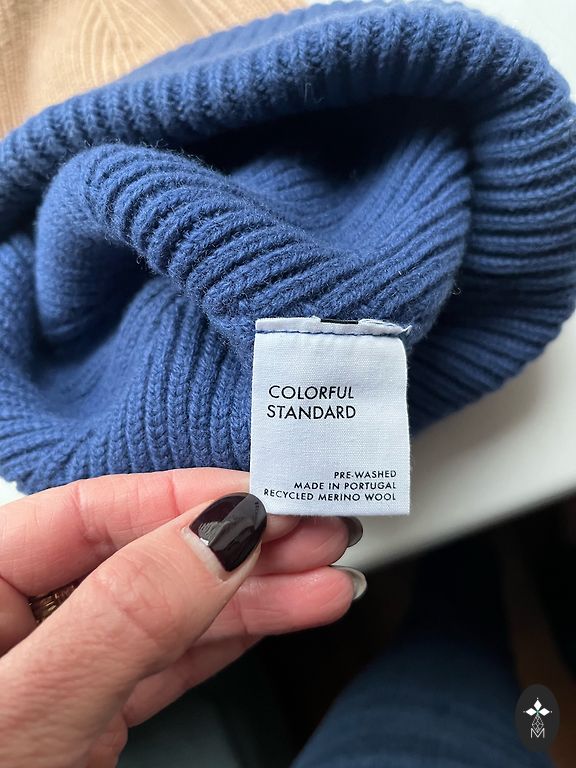 COLORFUL
STANDARD
PRE-WASHED
MADE IN PORTUGAL
RECYCLED MERINO WOOL
M